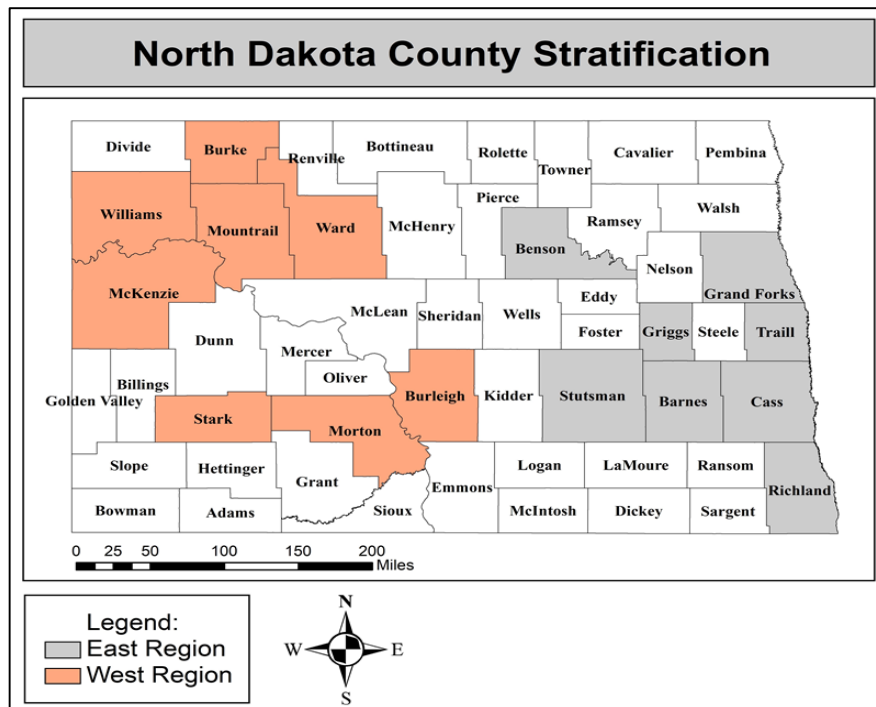 North Dakota County Stratification
Divide
Burke
Renville
Bottineau
Rolette
Towner
Cavalier
Pembina
Williams
Mountrail
Ward
McHenry
Pierce
Benson
Ramsey
Walsh
Nelson
Grand Forks
McKenzie
Dunn
McLean
Sheridan
Wells
Eddy
Foster
Griggs
Steele
Traill
Mercer
Oliver
Golden Valley
Billings
Stark
Morton
Burleigh
Kidder
Stutsman
Barnes
Cass
Slope
Hettinger
Grant
Emmons
Logan
LaMoure
Ransom
Richland
Bowman
Adams
Sioux
McIntosh
Dickey
Sargent
0 25 50 100 150 200
Miles
Legend:
East Region
West Region
N
W E
S